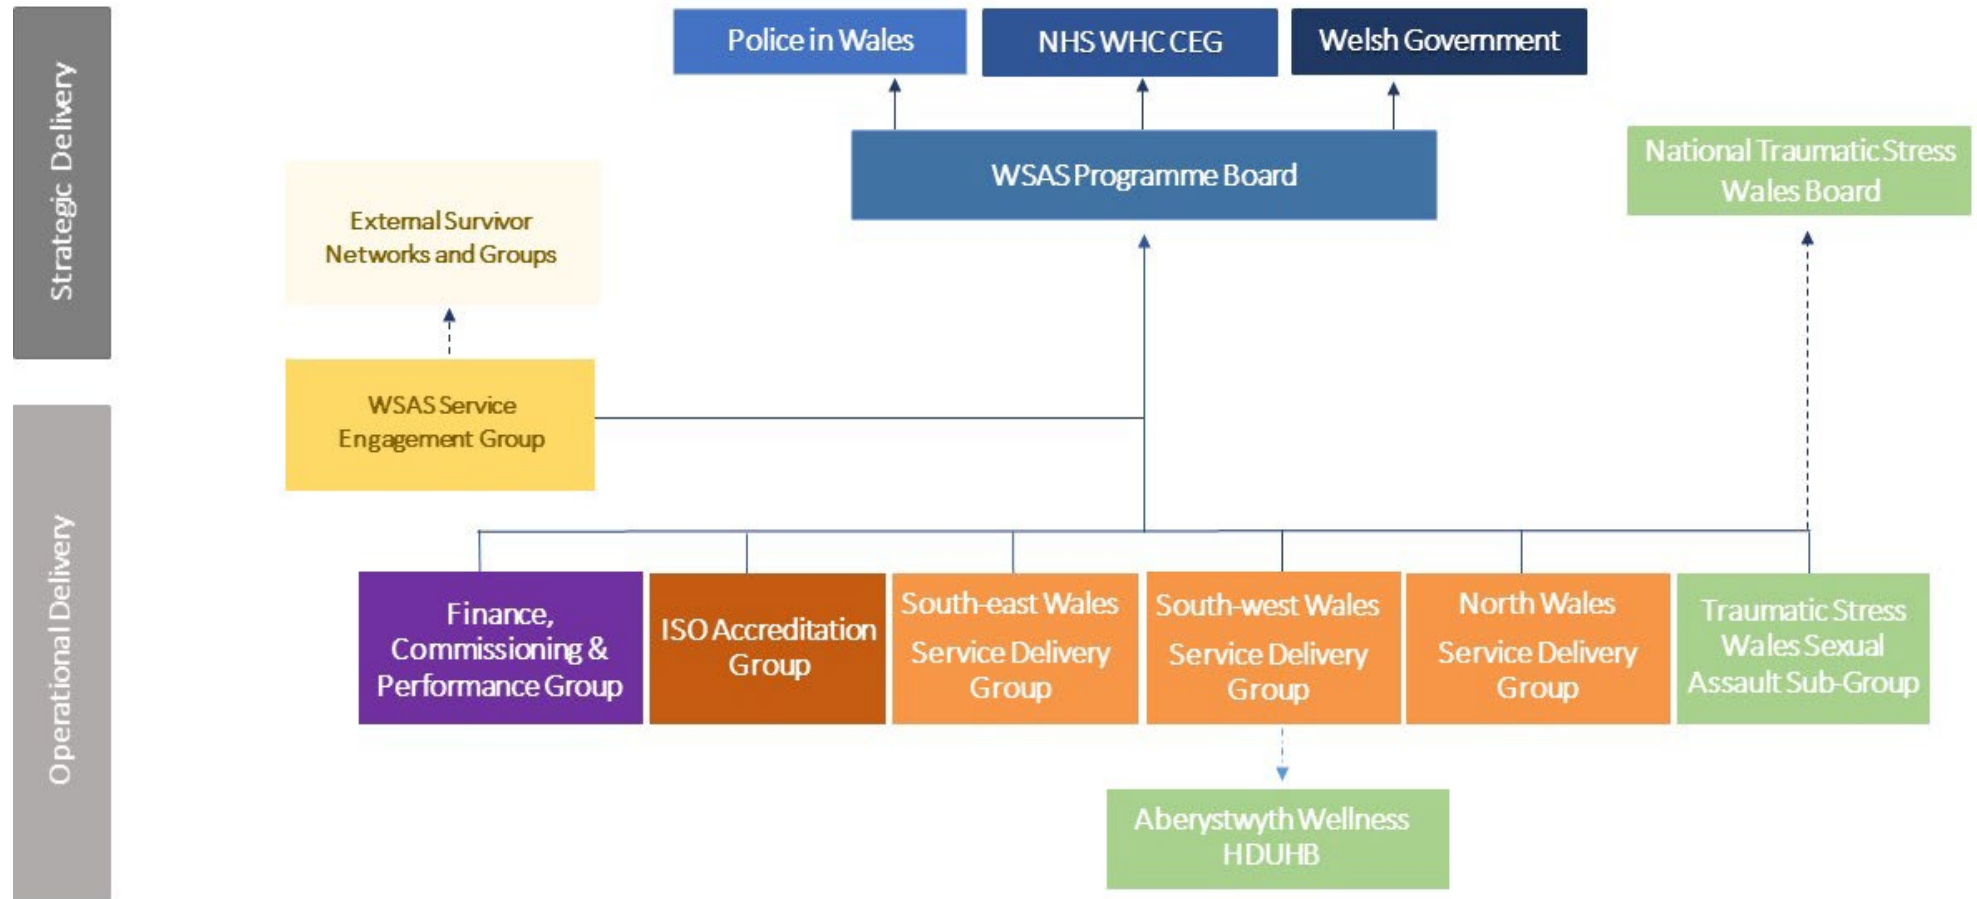 Strategic Delivery
Police in Wales
NHS WHC CEG
Welsh Government
WSAS Programme Board
National Traumatic Stress
Wales Board
External Survivor
Networks and Groups
WSAS Service
Engagement Group
Operational Delivery
Finance,
Commissioning &
Performance Group
ISO Accreditation
Group
South-east Wales
Service Delivery
Group
South-west Wales
Service Delivery
Group
North Wales
Service Delivery
Group
Traumatic Stress
Wales Sexual
Assault Sub-Group
Aberystwyth Wellness
HDUHB